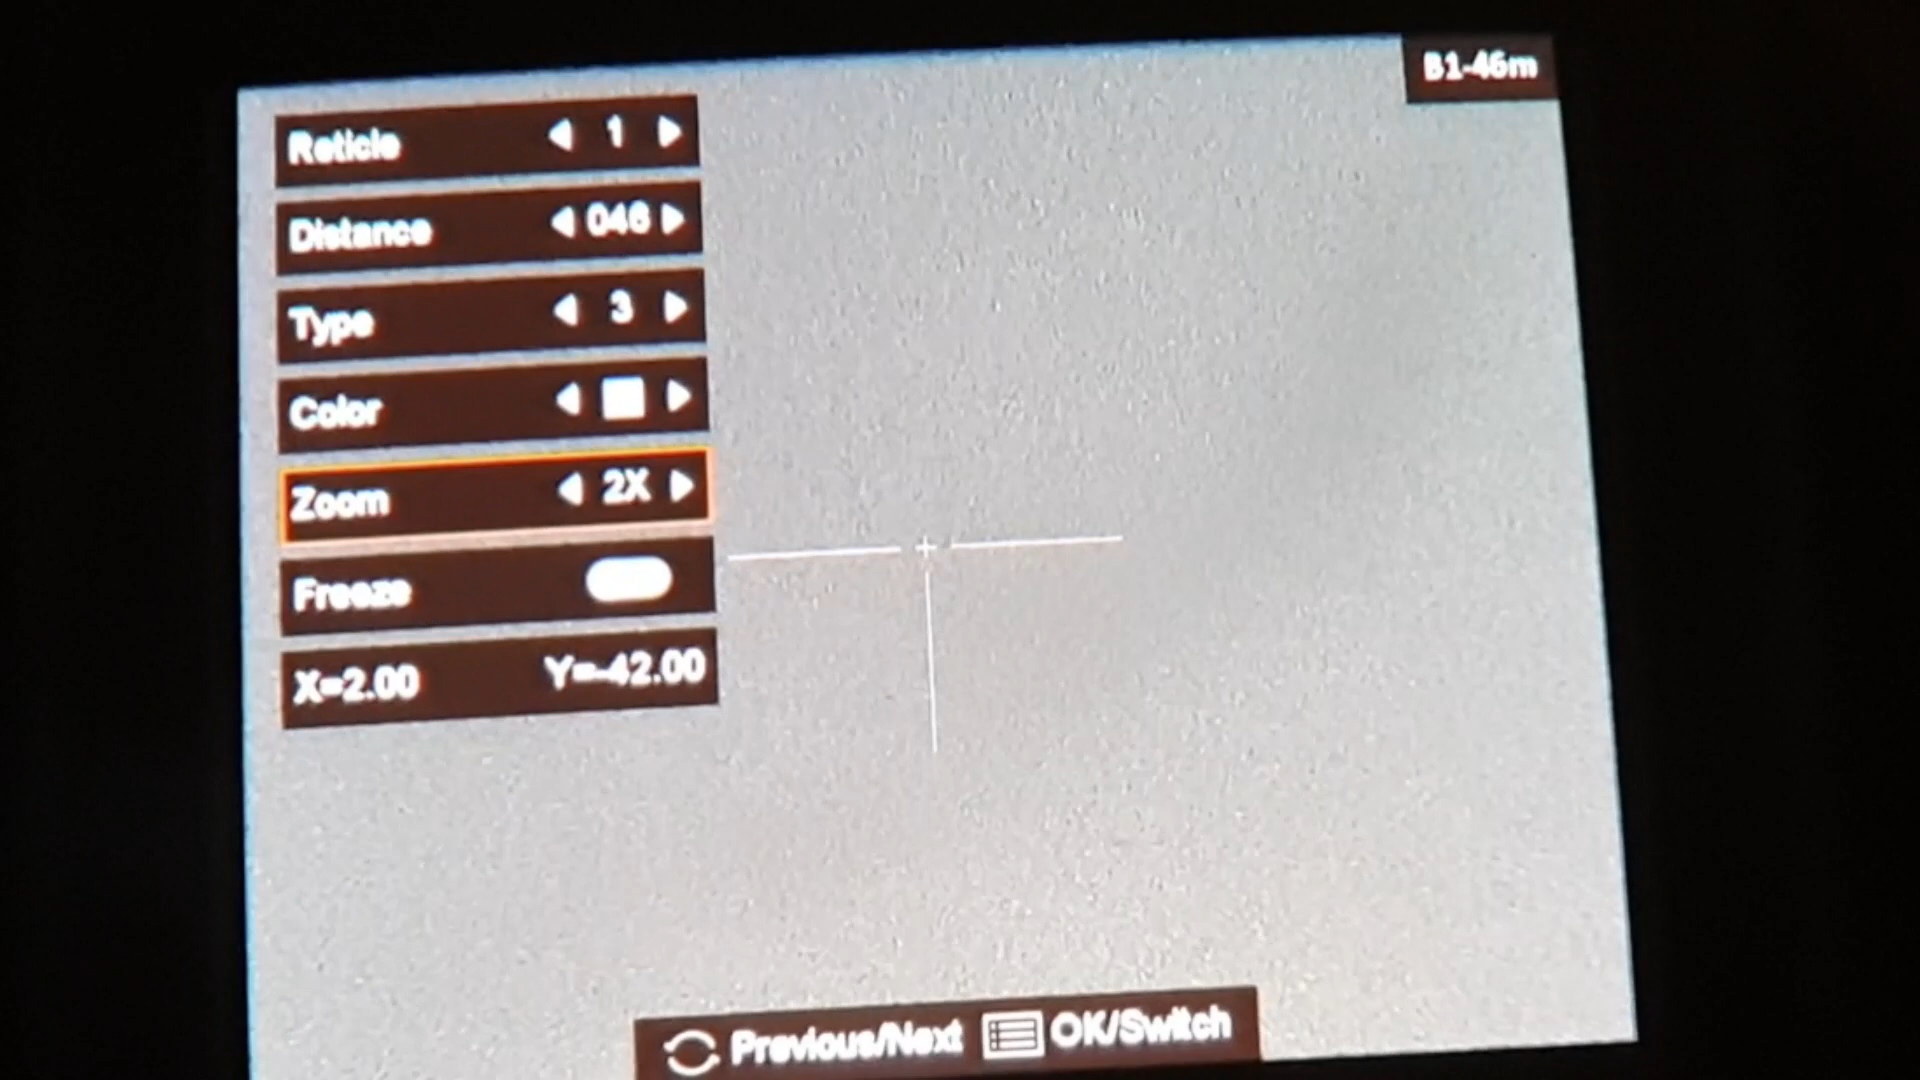 B1-46m
Reticle 1
Distance 046
Type 3
Color
Zoom 2X
Freeze
X=2.00 Y=-42.00
Previous/Next OK/Switch